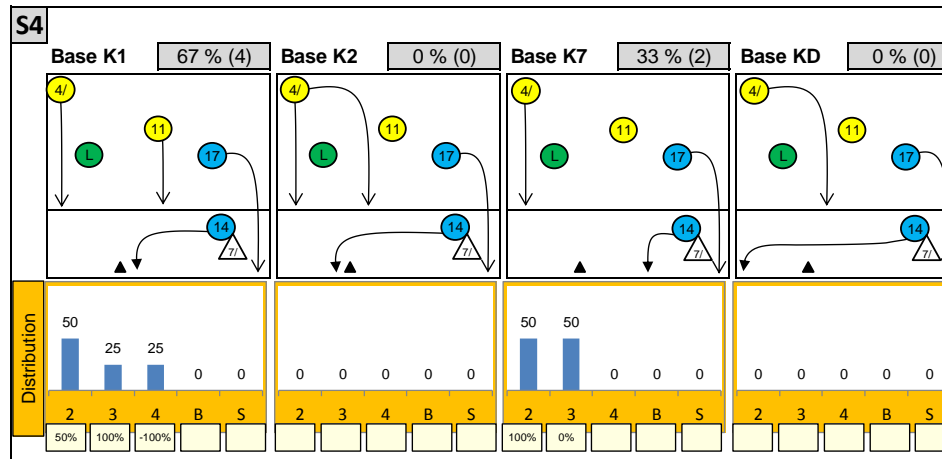 S4
Base K1 67 % (4) Base K2 0 % (0) Base K7 33 % (2) Base KD 0 % (0)
4/ 4/ 4/ 4/
11 11 11 11
L 17 L 17 L 17 L 17
14 14 14 14
7/ 7/ 7/ 7/
Distribution
50 25 25 0 0 0 0 0 0 0 50 50 0 0 0 0 0 0 0 0
2 3 4 B S 2 3 4 B S 2 3 4 B S 2 3 4 B S
50% 100% -100% 100% 0%